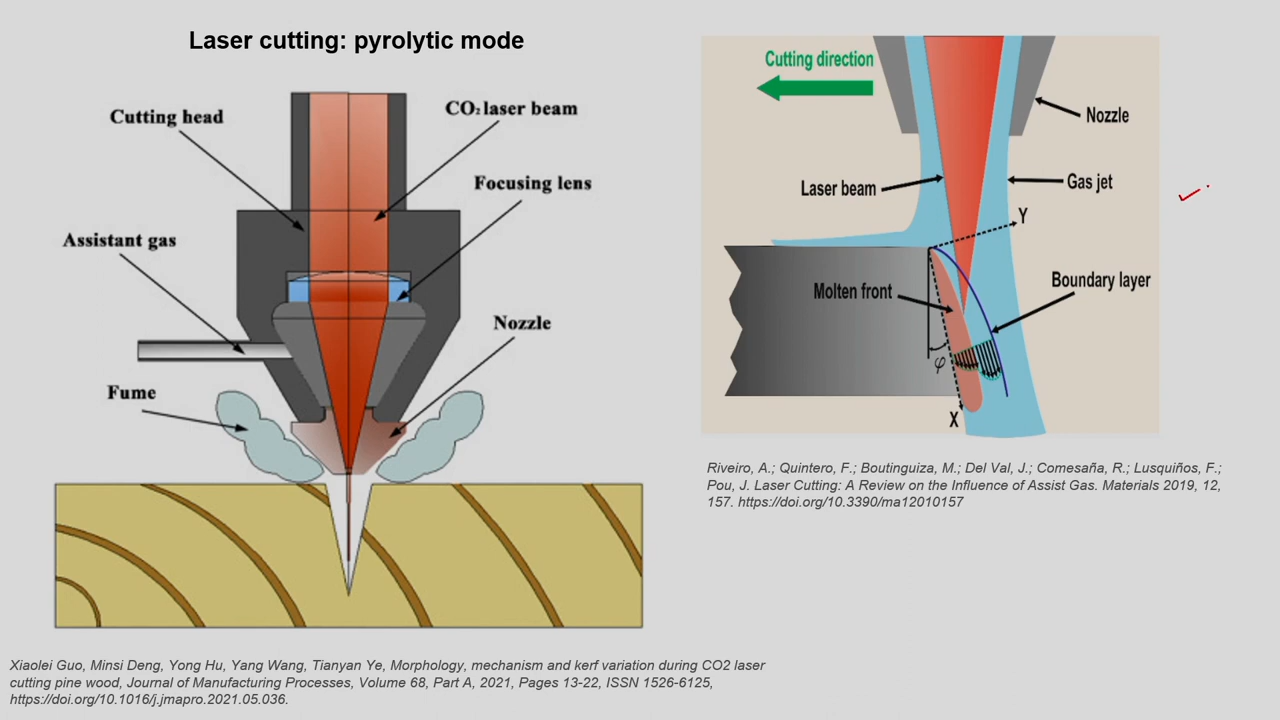 Laser cutting: pyrolytic mode
Cutting head
CO₂ laser beam
Focusing lens
Assistant gas
Nozzle
Fume
Cutting direction
Nozzle
Laser beam
Gas jet
Y
Molten front
Boundary layer
φ
X
Riveiro, A.; Quintero, F.; Boutinguiza, M.; Del Val, J.; Comesaña, R.; Lusquiños, F.;
Pou, J. Laser Cutting: A Review on the Influence of Assist Gas. Materials 2019, 12,
157. https://doi.org/10.3390/ma12010157
Xiaolei Guo, Minsi Deng, Yong Hu, Yang Wang, Tianyan Ye, Morphology, mechanism and kerf variation during CO2 laser
cutting pine wood, Journal of Manufacturing Processes, Volume 68, Part A, 2021, Pages 13-22, ISSN 1526-6125,
https://doi.org/10.1016/j.jmapro.2021.05.036.